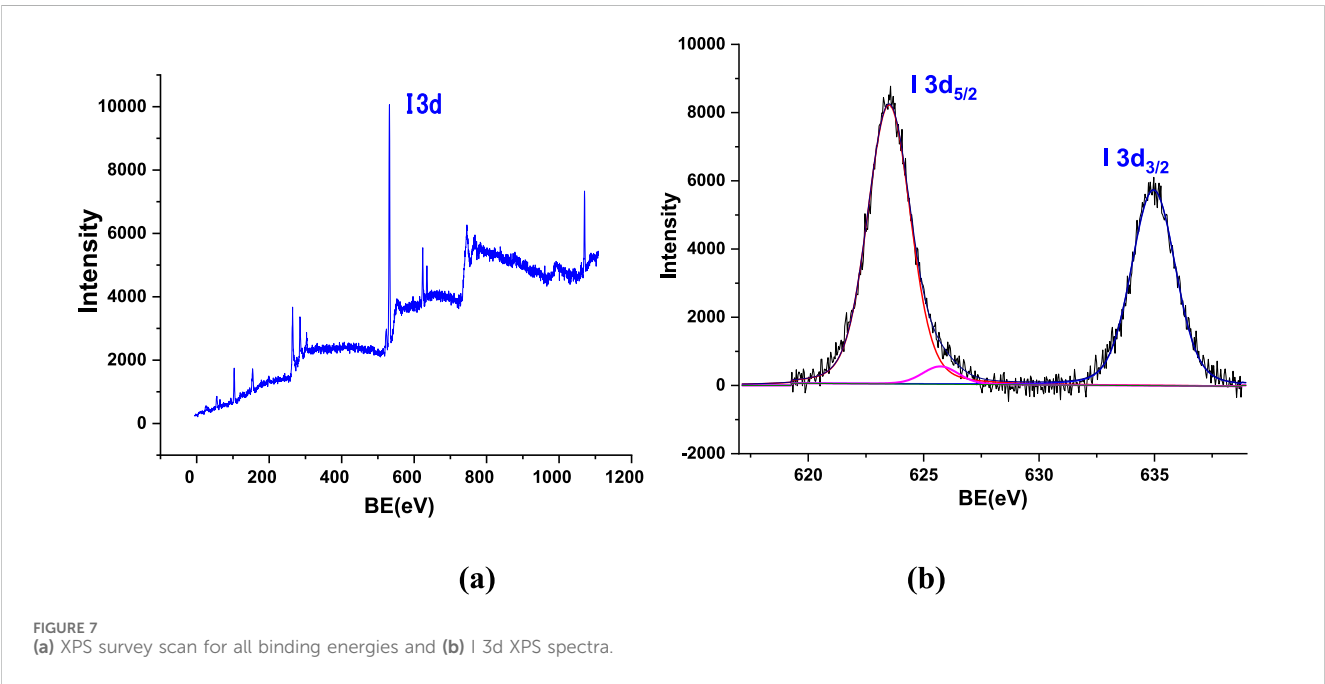 I 3d
10000
8000
6000
4000
2000
0
Intensity
0 200 400 600 800 1000 1200
BE(eV)
(a)
I 3d5/2
I 3d3/2
10000
8000
6000
4000
2000
0
-2000
Intensity
620 625 630 635
BE(eV)
(b)
FIGURE 7
(a) XPS survey scan for all binding energies and (b) I 3d XPS spectra.